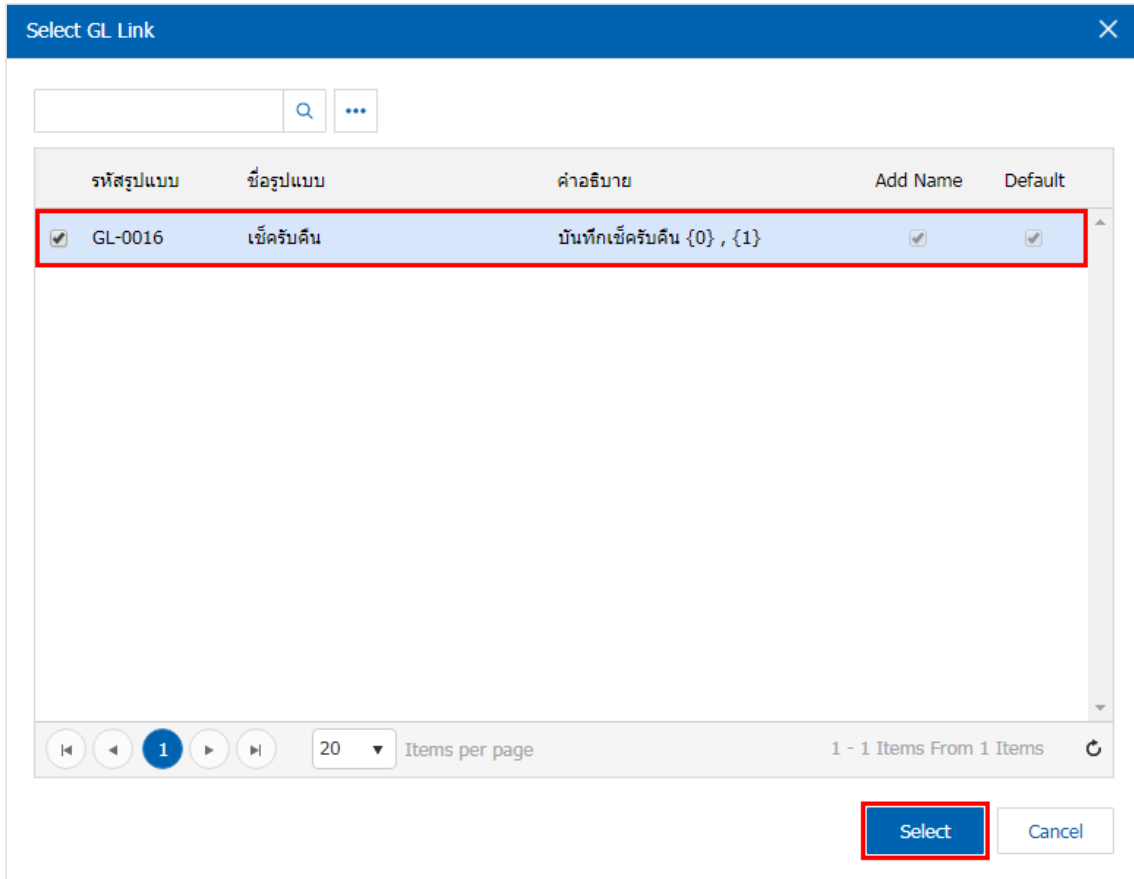 Select GL Link
รหัสรูปแบบ ชื่อรูปแบบ คำอธิบาย Add Name Default
GL-0016 เช็ครับคืน บันทึกเช็ครับคืน {0} , {1}
1 20 Items per page 1 - 1 Items From 1 Items
Select Cancel